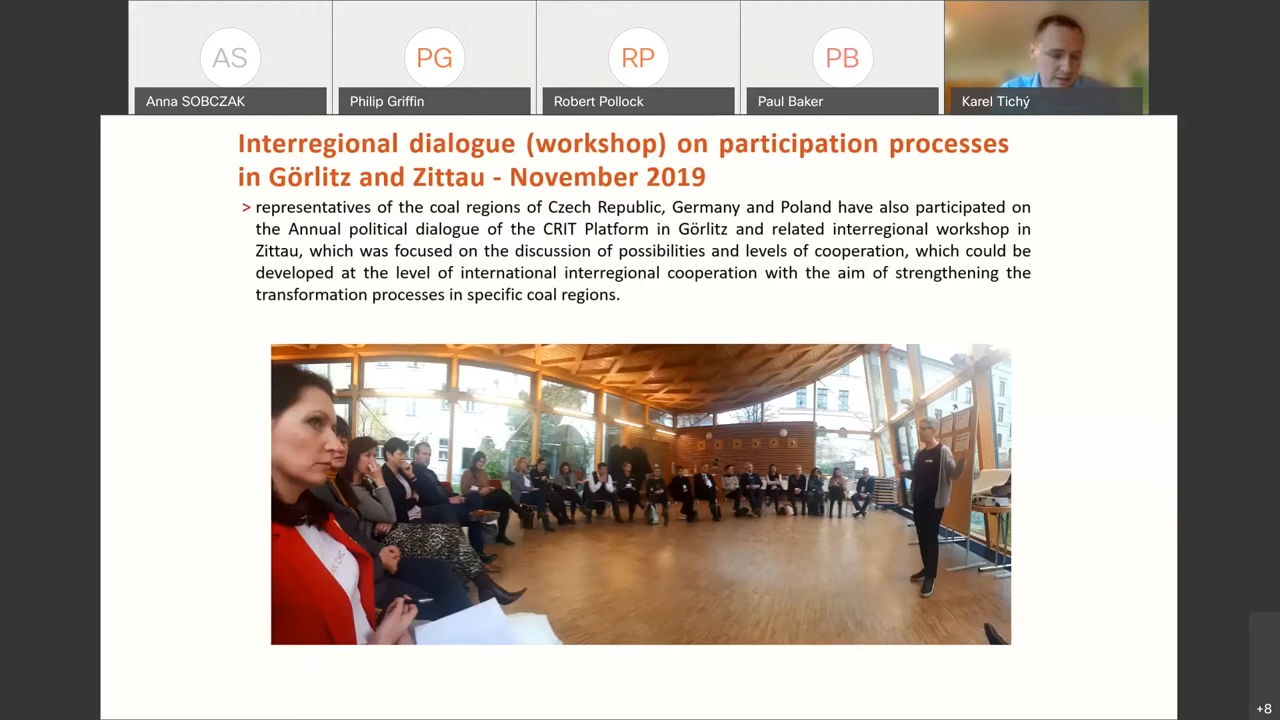 AS
PG
RP
PB
Anna SOBCZAK
Philip Griffin
Robert Pollock
Paul Baker
Karel Tichý
Interregional dialogue (workshop) on participation processes
in Görlitz and Zittau - November 2019
> representatives of the coal regions of Czech Republic, Germany and Poland have also participated on
the Annual political dialogue of the CRIT Platform in Görlitz and related interregional workshop in
Zittau, which was focused on the discussion of possibilities and levels of cooperation, which could be
developed at the level of international interregional cooperation with the aim of strengthening the
transformation processes in specific coal regions.
+8